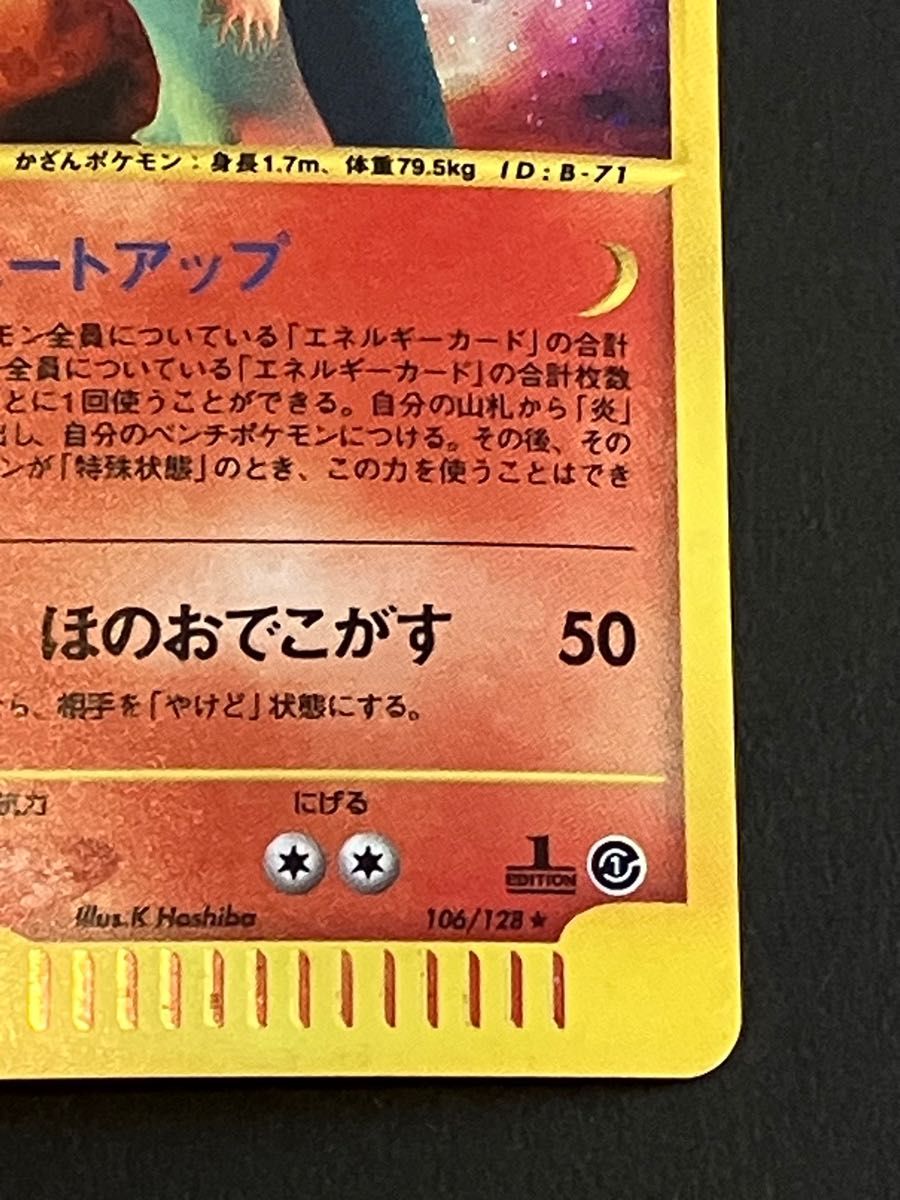 かざんポケモン：身長1.7m、体重79.5kg ID:B-71
ートアップ
モン全員についている「エネルギーカード」の合計
全員についている「エネルギーカード」の合計枚数
とに1回使うことができる。自分の山札から「炎」
出し、自分のベンチポケモンにつける。その後、その
ンが「特殊状態」のとき、この力を使うことはでき
ほのおでこがす 50
ら、相手を「やけど」状態にする。
抗力 にげる
1 EDITION 1
Illus.K Hoshiba 106/128★